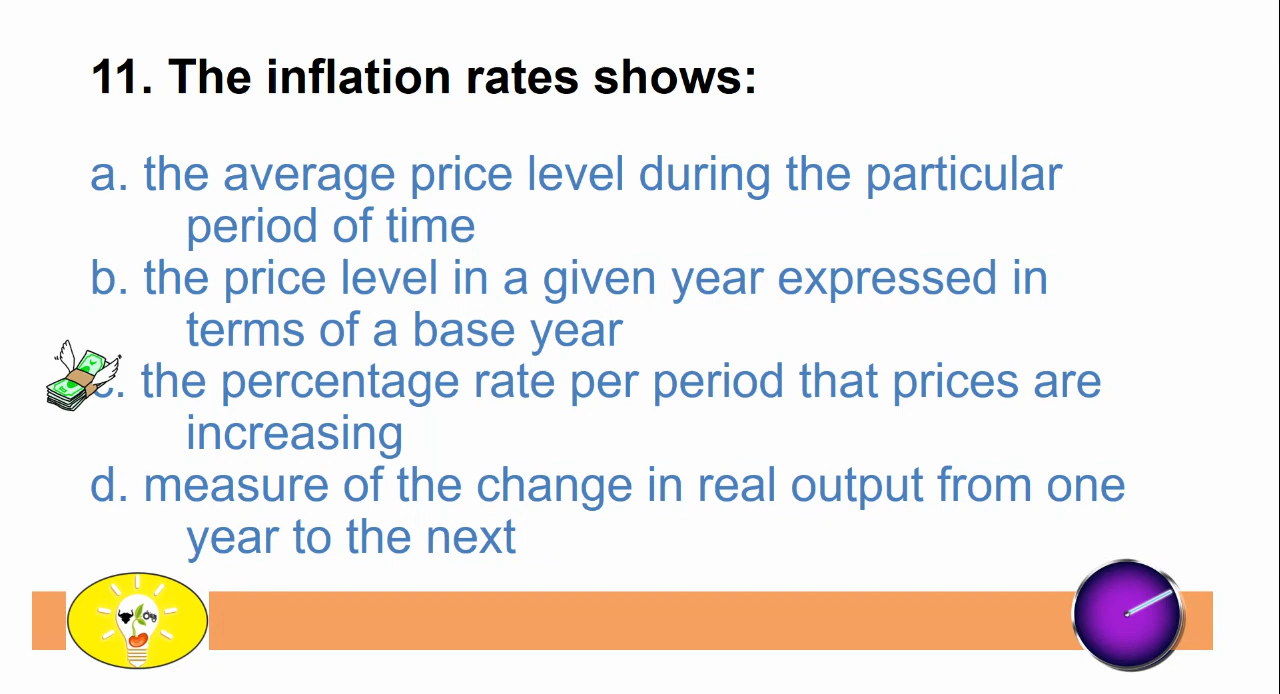 11. The inflation rates shows:
a. the average price level during the particular
period of time
b. the price level in a given year expressed in
terms of a base year
c. the percentage rate per period that prices are
increasing
d. measure of the change in real output from one
year to the next